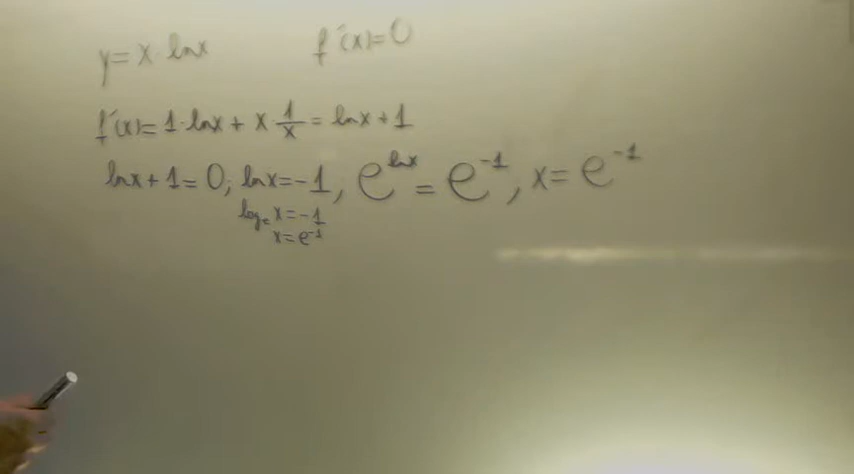 y = x · lnx f´(x) = 0
f´(x) = 1 · lnx + x · 1/x = lnx + 1
lnx + 1 = 0; lnx = -1, e^lnx = e^-1, x = e^-1
log_e x = -1
x = e^-1